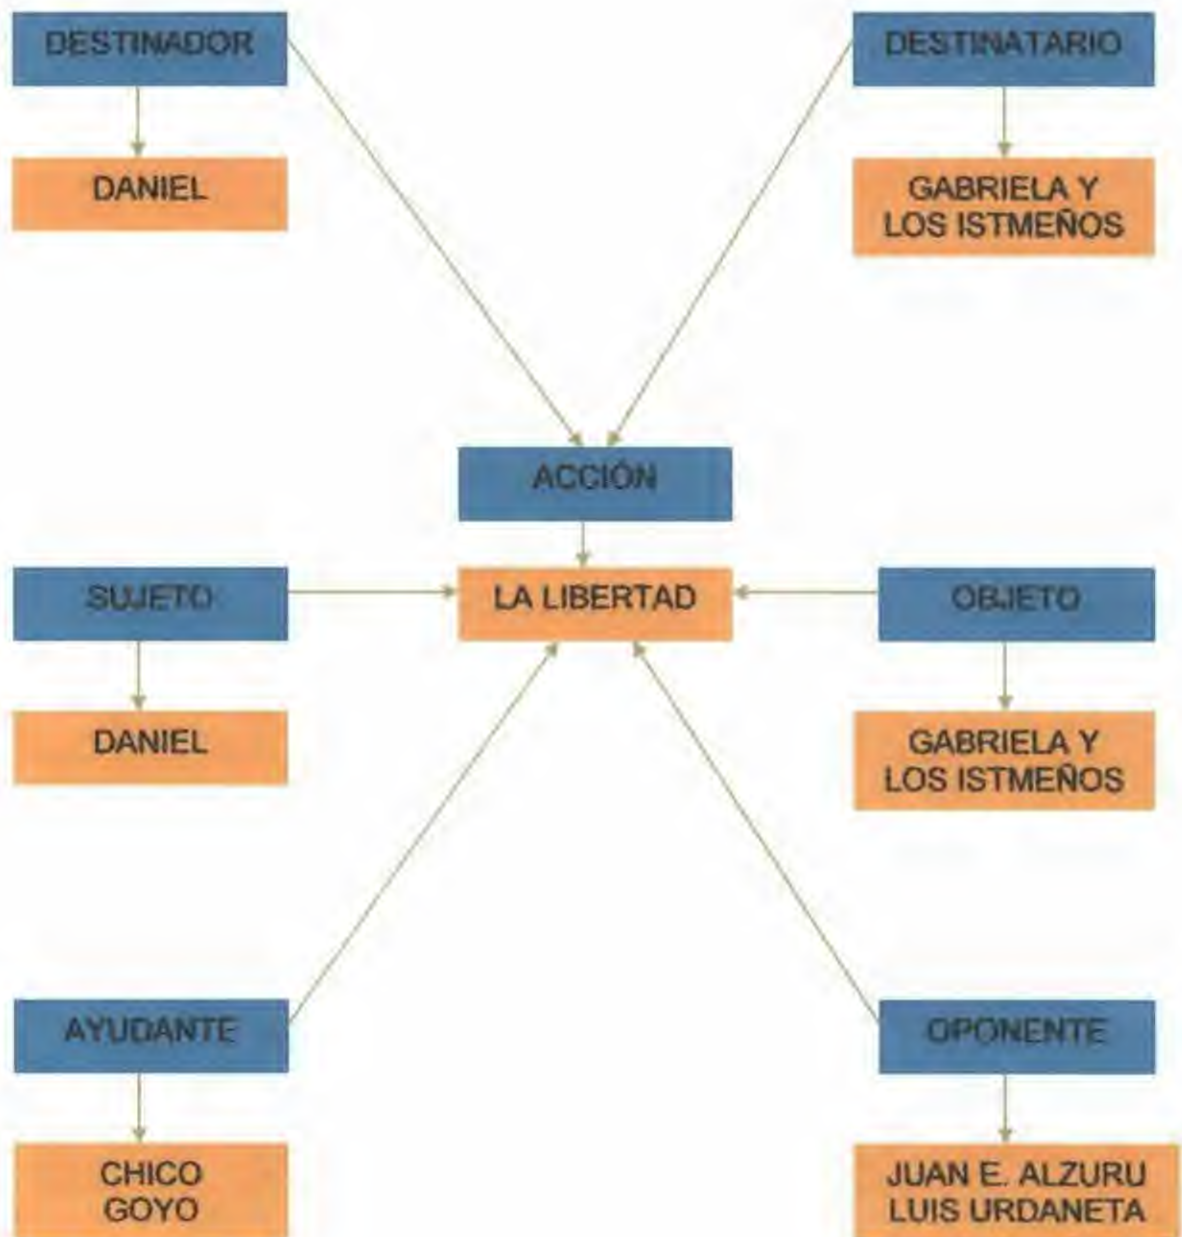 DESTINADOR
DESTINATARIO
DANIEL
GABRIELA Y
LOS ISTMEÑOS
ACCIÓN
SUJETO
LA LIBERTAD
OBJETO
DANIEL
GABRIELA Y
LOS ISTMEÑOS
AYUDANTE
OPONENTE
CHICO
GOYO
JUAN E. ALZURU
LUIS URDANETA